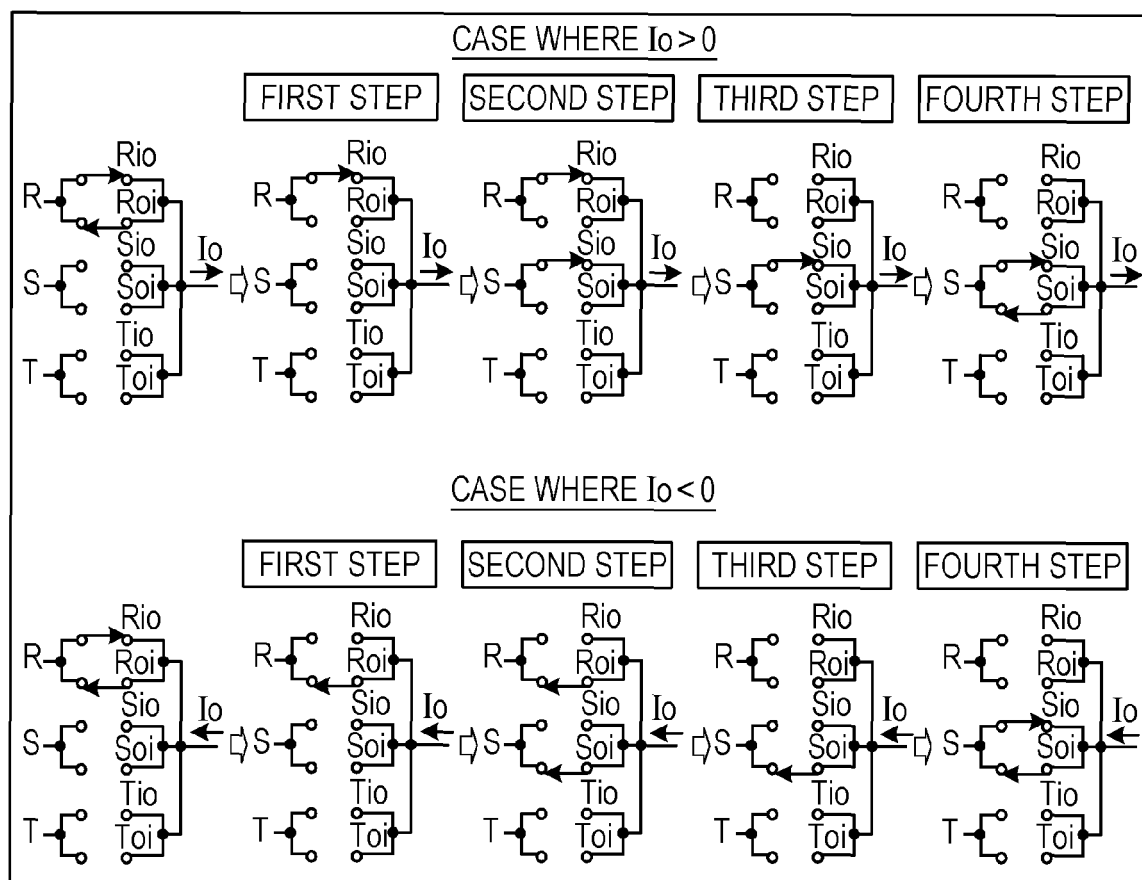 CASE WHERE Io > 0
FIRST STEP SECOND STEP THIRD STEP FOURTH STEP
Rio Rio Rio Rio Rio
R Roi R Roi R Roi R Roi R Roi
Sio Io Sio Io Sio Io Sio Io Sio Io
S Soi S Soi S Soi S Soi S Soi
Tio Tio Tio Tio Tio
T Toi T Toi T Toi T Toi T Toi
CASE WHERE Io < 0
FIRST STEP SECOND STEP THIRD STEP FOURTH STEP
Rio Rio Rio Rio Rio
R Roi R Roi R Roi R Roi R Roi
Sio Io Sio Io Sio Io Sio Io Sio Io
S Soi S Soi S Soi S Soi S Soi
Tio Tio Tio Tio Tio
T Toi T Toi T Toi T Toi T Toi